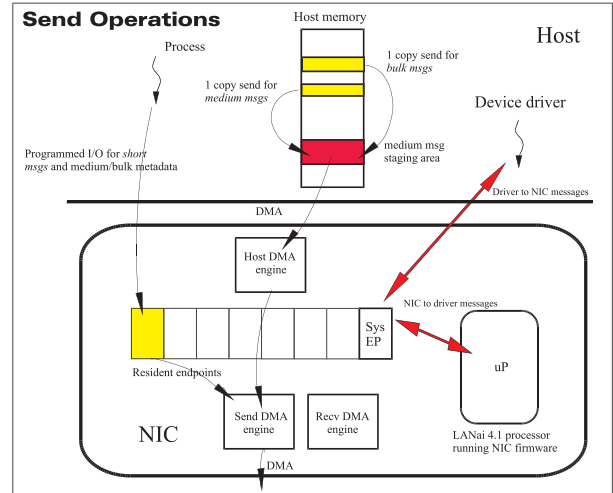 Send Operations
Host memory
Host
Process
1 copy send for
bulk msgs
1 copy send for
medium msgs
Device driver
medium msg
staging area
Programmed I/O for short
msgs and medium/bulk metadata
Driver to NIC messages
DMA
Host DMA
engine
NIC to driver messages
Sys
EP
uP
Resident endpoints
Send DMA
engine
Recv DMA
engine
NIC
LANai 4.1 processor
running NIC firmware
DMA